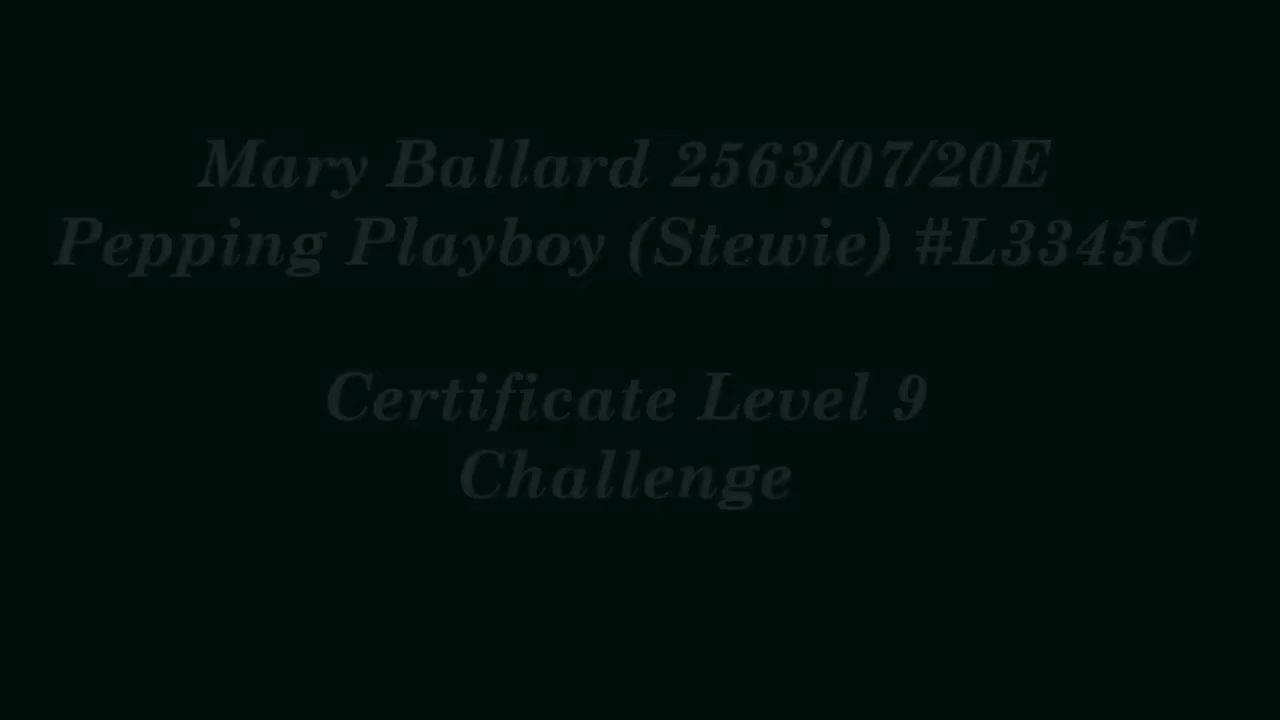 Mary Ballard 2563/07/20E
Pepping Playboy (Stewie) #L3345C
Certificate Level 9
Challenge